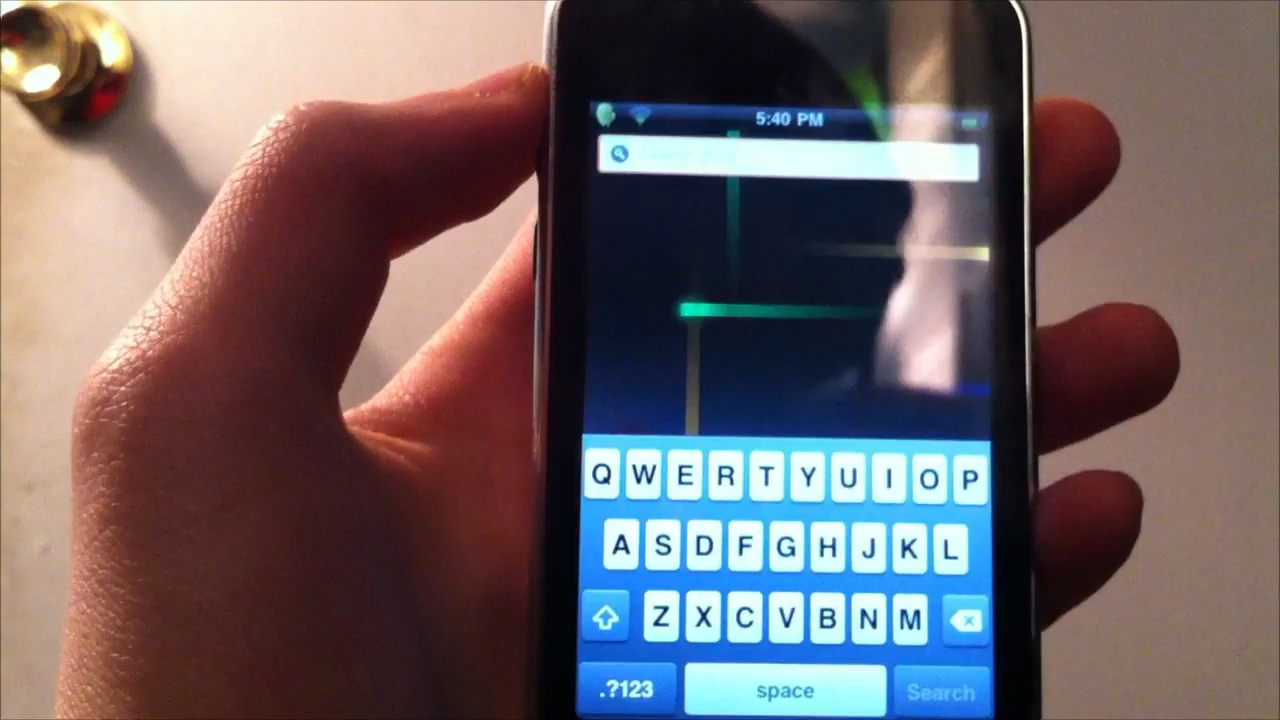 5:40 PM
Q W E R T Y U I O P
A S D F G H J K L
Z X C V B N M
.?123 space Search